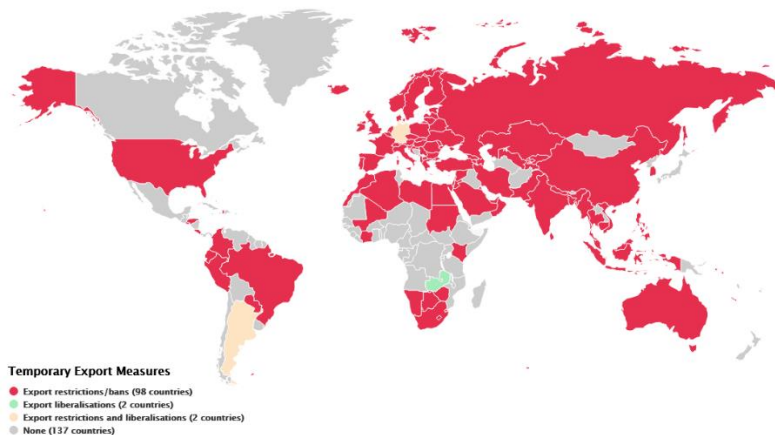 Temporary Export Measures
Export restrictions/bans (98 countries)
Export liberalisations (2 countries)
Export restrictions and liberalisations (2 countries)
None (137 countries)